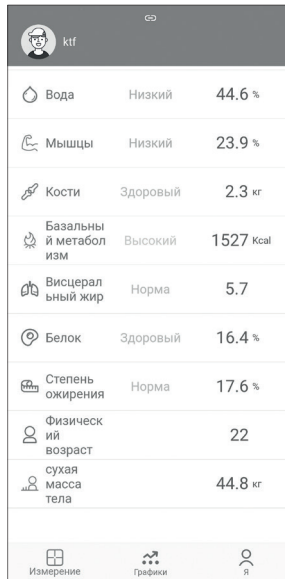 ktf
Вода Низкий 44.6 %
Мышцы Низкий 23.9 %
Кости Здоровый 2.3 кг
Базальны
й метабол Высокий 1527 Kcal
изм
Висцерал
ьный жир Норма 5.7
Белок Здоровый 16.4 %
Степень
ожирения Норма 17.6 %
Физическ
ий 22
возраст
сухая
масса 44.8 кг
тела
Измерение Графики Я